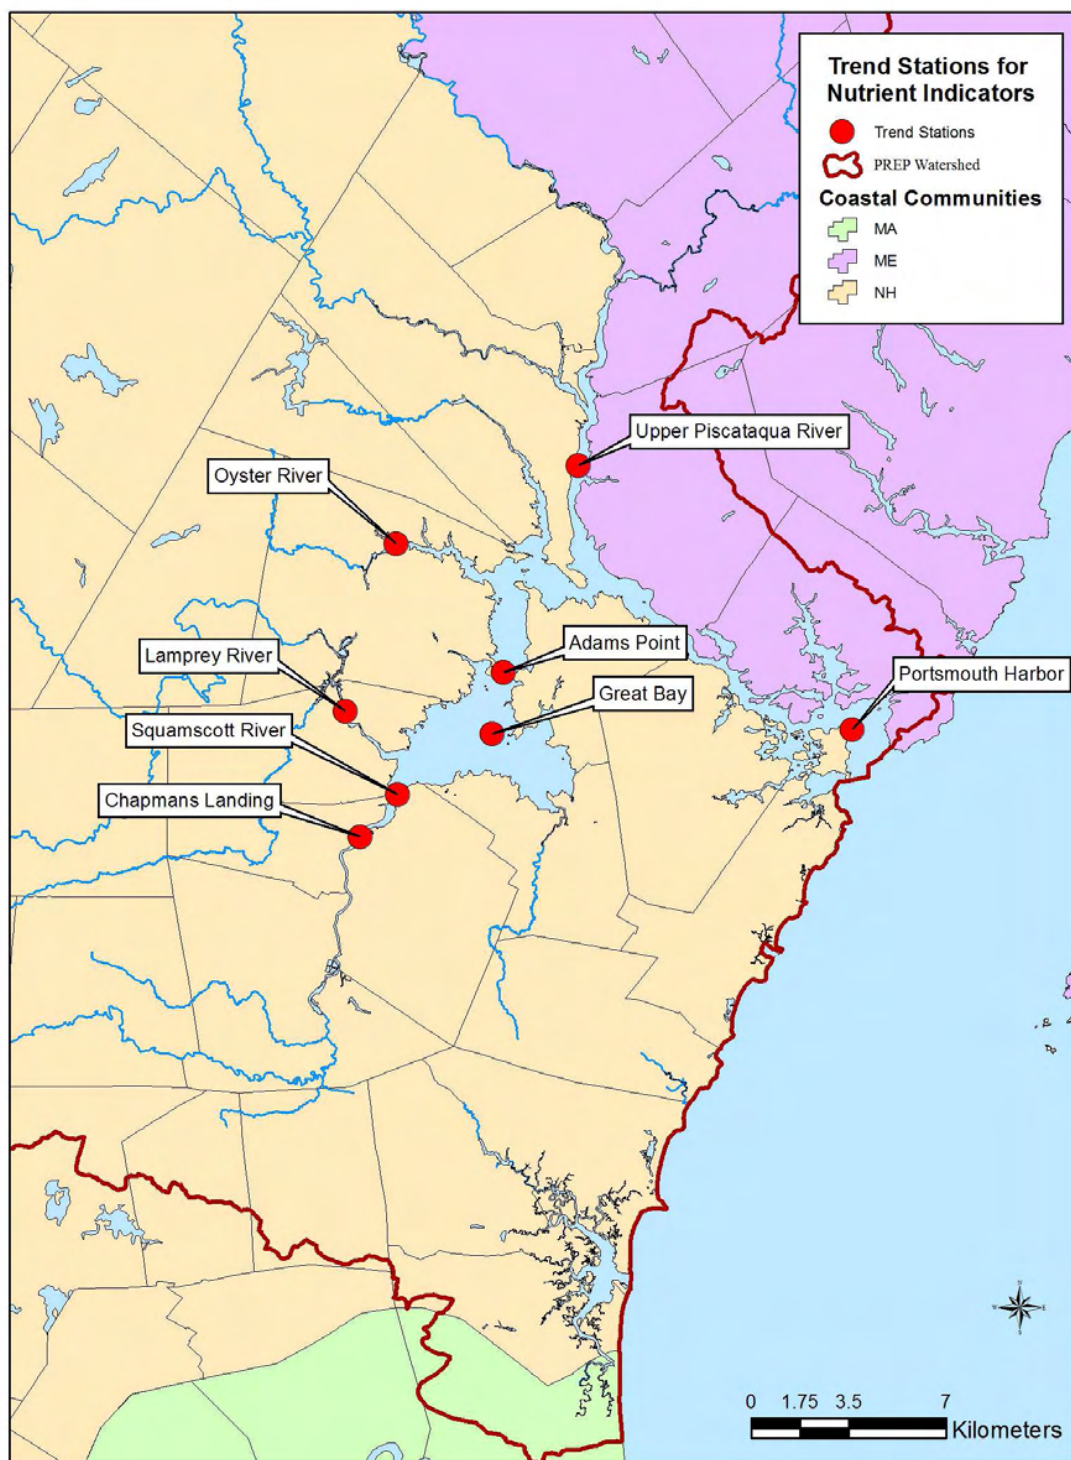 Trend Stations for
Nutrient Indicators
Trend Stations
PREP Watershed
Coastal Communities
MA
ME
NH
Upper Piscataqua River
Oyster River
Adams Point
Lamprey River
Portsmouth Harbor
Great Bay
Squamscott River
Chapmans Landing
N
W E
S
0 1.75 3.5 7
Kilometers